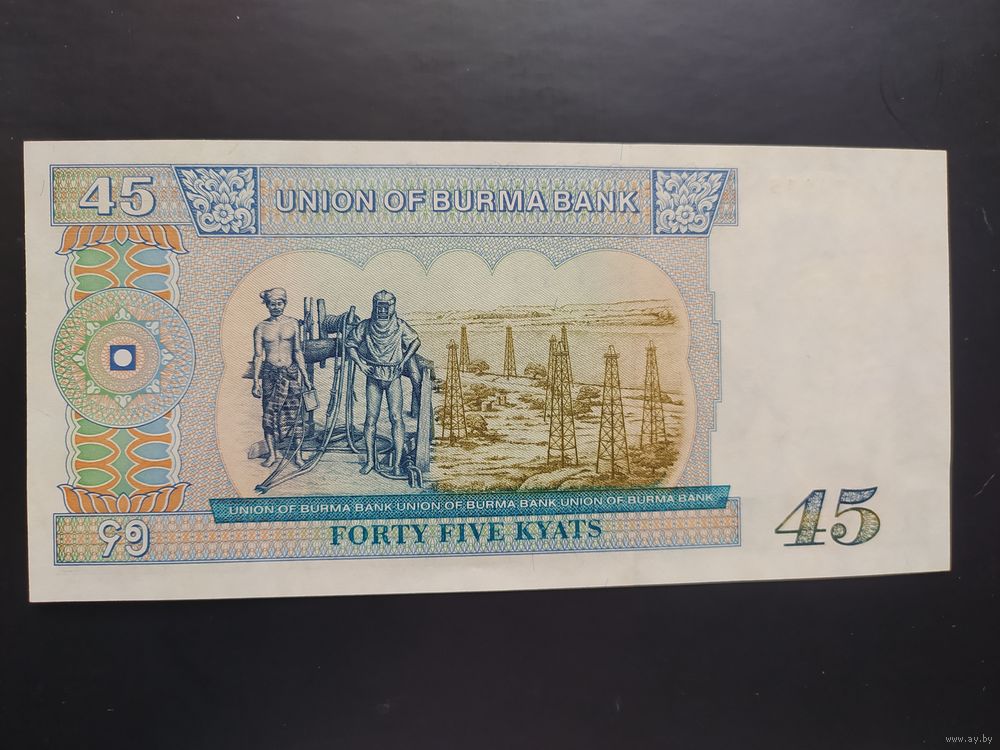 45
UNION OF BURMA BANK
UNION OF BURMA BANK UNION OF BURMA BANK UNION OF BURMA BANK
၄၅
FORTY FIVE KYATS
45
www.ay.by